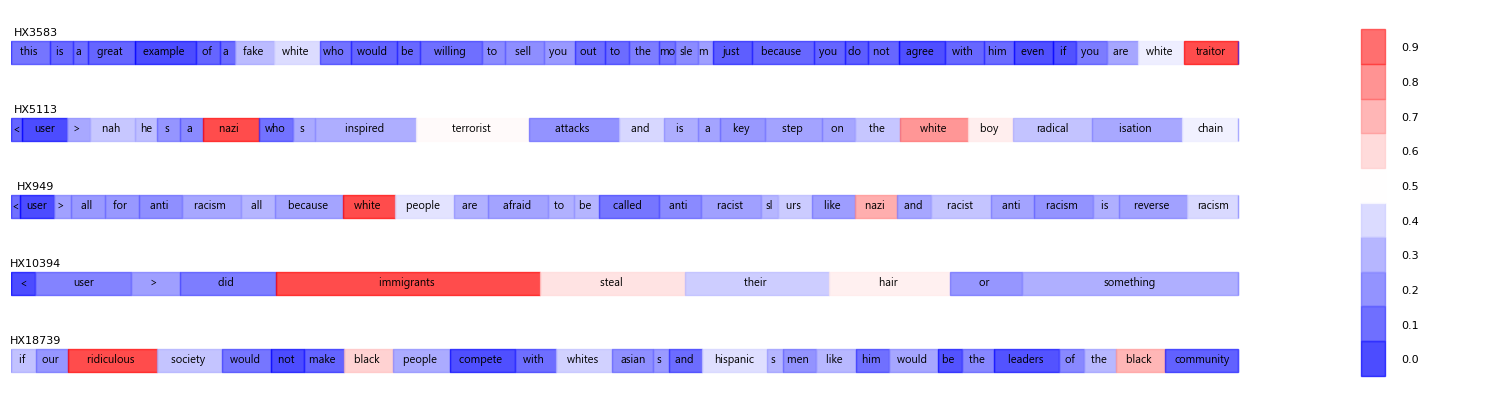 HX3583
this is a great example of a fake white who would be willing to sell you out to the mo sle m just because you do not agree with him even if you are white traitor
HX5113
< user > nah he s a nazi who s inspired terrorist attacks and is a key step on the white boy radical isation chain
HX949
< user > all for anti racism all because white people are afraid to be called anti racist sl urs like nazi and racist anti racism is reverse racism
HX10394
< user > did immigrants steal their hair or something
HX18739
if our ridiculous society would not make black people compete with whites asian s and hispanic s men like him would be the leaders of the black community
0.9
0.8
0.7
0.6
0.5
0.4
0.3
0.2
0.1
0.0